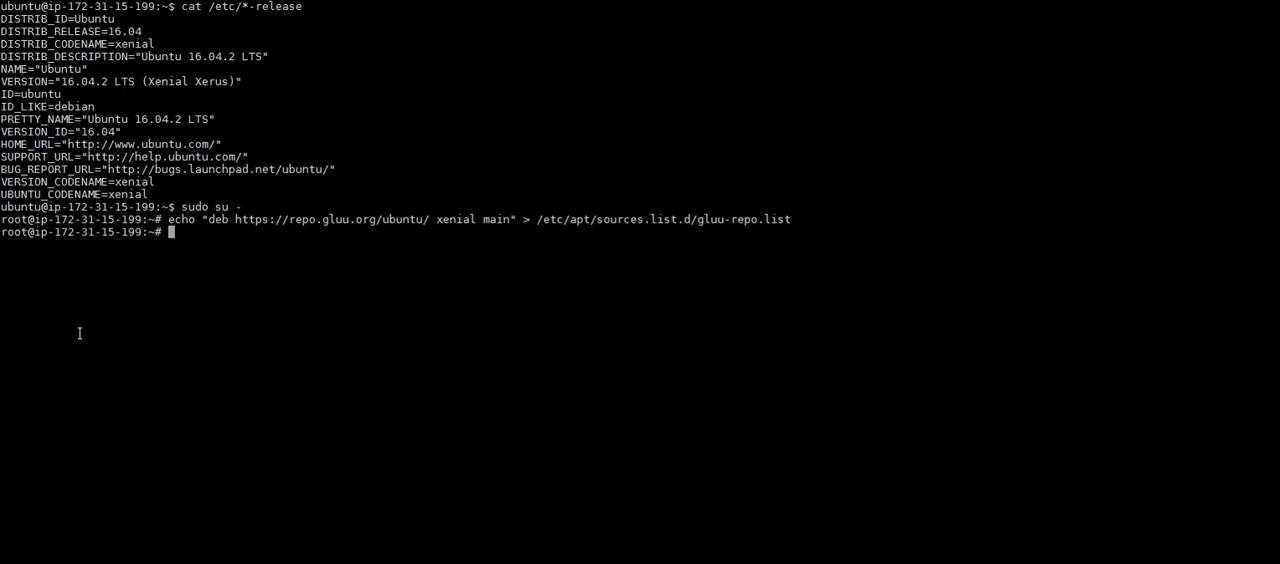 ubuntu@ip-172-31-15-199:~$ cat /etc/*-release
DISTRIB_ID=Ubuntu
DISTRIB_RELEASE=16.04
DISTRIB_CODENAME=xenial
DISTRIB_DESCRIPTION="Ubuntu 16.04.2 LTS"
NAME="Ubuntu"
VERSION="16.04.2 LTS (Xenial Xerus)"
ID=ubuntu
ID_LIKE=debian
PRETTY_NAME="Ubuntu 16.04.2 LTS"
VERSION_ID="16.04"
HOME_URL="http://www.ubuntu.com/"
SUPPORT_URL="http://help.ubuntu.com/"
BUG_REPORT_URL="http://bugs.launchpad.net/ubuntu/"
VERSION_CODENAME=xenial
UBUNTU_CODENAME=xenial
ubuntu@ip-172-31-15-199:~$ sudo su -
root@ip-172-31-15-199:~# echo "deb https://repo.gluu.org/ubuntu/ xenial main" > /etc/apt/sources.list.d/gluu-repo.list
root@ip-172-31-15-199:~#